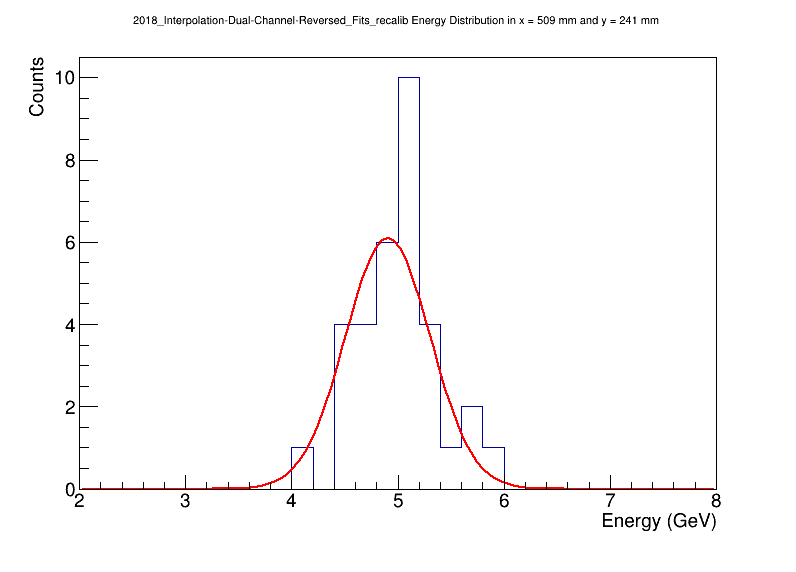 2018_Interpolation-Dual-Channel-Reversed_Fits_recalib Energy Distribution in x = 509 mm and y = 241 mm
Counts
10
8
6
4
2
0
2 3 4 5 6 7 8
Energy (GeV)